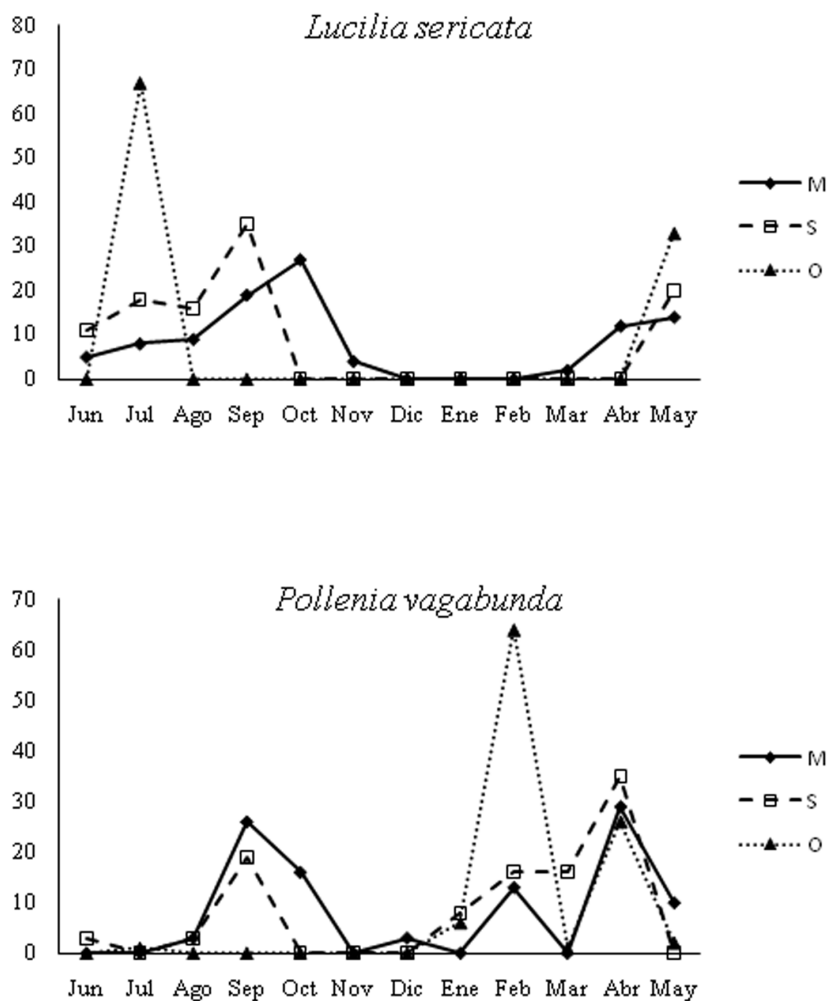 Lucilia sericata
80
70
60
50
40
30
20
10
0
Jun Jul Ago Sep Oct Nov Dic Ene Feb Mar Abr May
M
S
O
Pollenia vagabunda
70
60
50
40
30
20
10
0
Jun Jul Ago Sep Oct Nov Dic Ene Feb Mar Abr May
M
S
O